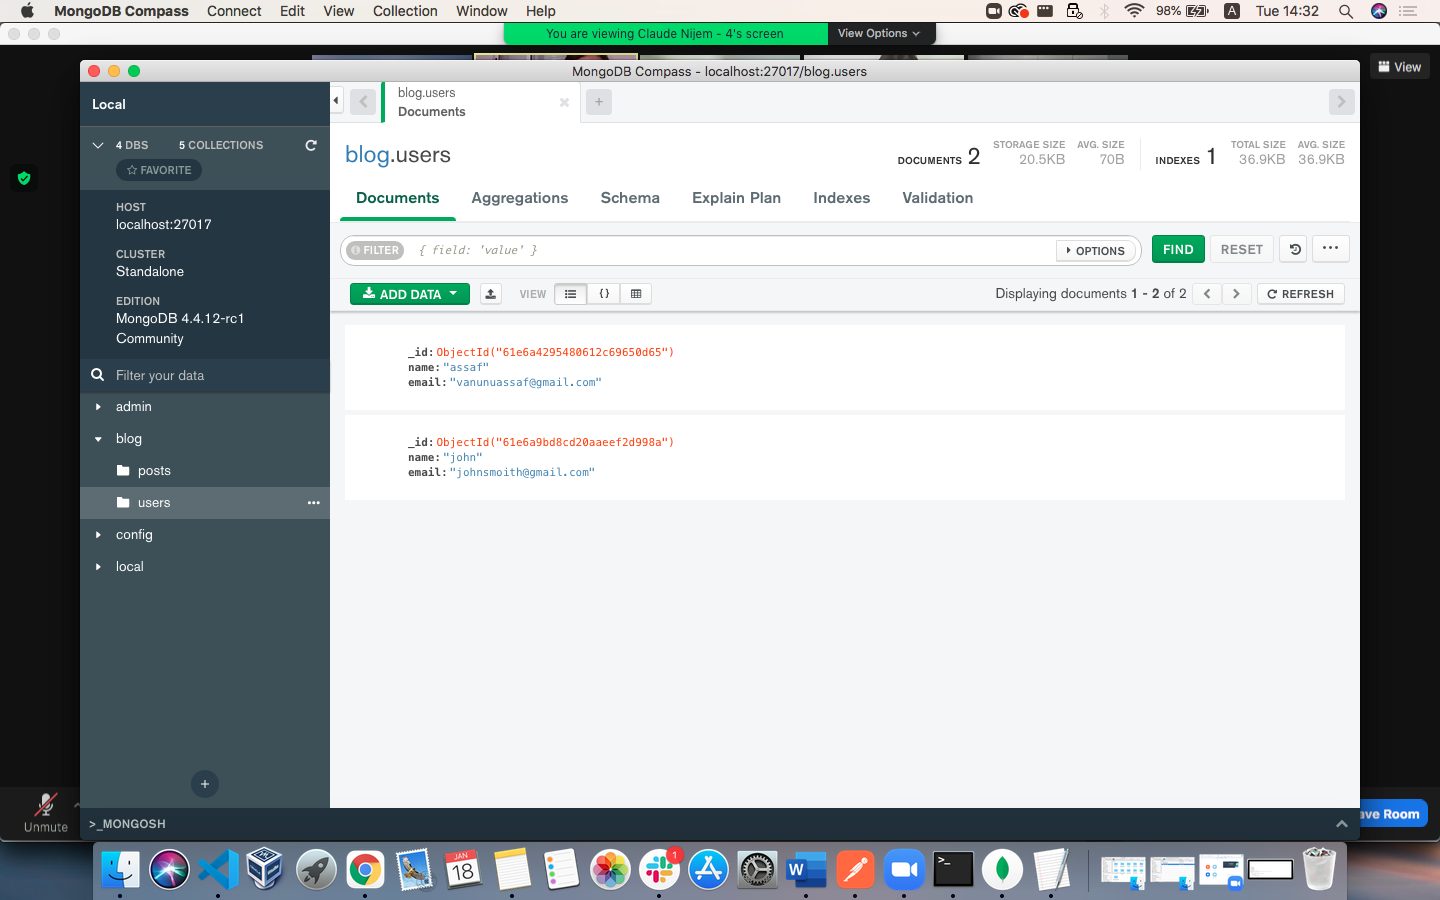 MongoDB Compass Connect Edit View Collection Window Help 98% A Tue 14:32
You are viewing Claude Nijem - 4's screen View Options
View
MongoDB Compass - localhost:27017/blog.users
Local
4 DBS 5 COLLECTIONS
FAVORITE
HOST
localhost:27017
CLUSTER
Standalone
EDITION
MongoDB 4.4.12-rc1
Community
Filter your data
admin
blog
posts
users
config
local
blog.users
Documents
blog.users
DOCUMENTS 2
STORAGE SIZE
20.5KB
AVG. SIZE
70B
INDEXES 1
TOTAL SIZE
36.9KB
AVG. SIZE
36.9KB
Documents Aggregations Schema Explain Plan Indexes Validation
FILTER { field: 'value' } OPTIONS FIND RESET
ADD DATA VIEW {} Displaying documents 1 - 2 of 2 REFRESH
_id: ObjectId("61e6a4295480612c69650d65")
name: "assaf"
email: "vanunuassaf@gmail.com"
_id: ObjectId("61e6a9bd8cd20aaeef2d998a")
name: "john"
email: "johnsmoith@gmail.com"
>_MONGOSH
Unmute
ave Room
JAN
18
1
W
>_